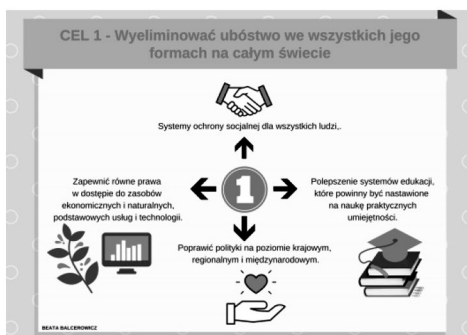 CEL 1 - Wyeliminować ubóstwo we wszystkich jego
formach na całym świecie
Systemy ochrony socjalnej dla wszystkich ludzi,.
Zapewnić równe prawa
w dostępie do zasobów
ekonomicznych i naturalnych,
podstawowych usług i technologii.
1
Polepszenie systemów edukacji,
które powinny być nastawione
na naukę praktycznych
umiejętności.
Poprawić polityki na poziomie krajowym,
regionalnym i międzynarodowym.
BEATA BALCEROWICZ